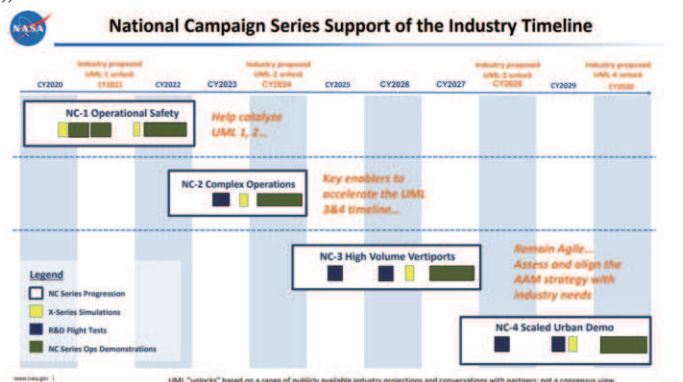 NASA
National Campaign Series Support of the Industry Timeline
Industry proposed
UML-1 unlock
Industry proposed
UML-2 unlock
Industry proposed
UML-3 unlock
Industry proposed
UML-4 unlock
CY2020 CY2021 CY2022 CY2023 CY2024 CY2025 CY2026 CY2027 CY2028 CY2029 CY2030
NC-1 Operational Safety
Help catalyze
UML 1, 2...
NC-2 Complex Operations
Key enablers to
accelerate the UML
3&4 timeline...
NC-3 High Volume Vertiports
Remain Agile...
Assess and align the
AAM strategy with
industry needs
NC-4 Scaled Urban Demo
Legend
NC Series Progression
X-Series Simulations
R&D Flight Tests
NC Series Ops Demonstrations
www.nasa.gov |
UML "unlocks" based on a range of publicly available industry projections and conversations with partners; not a consensus view